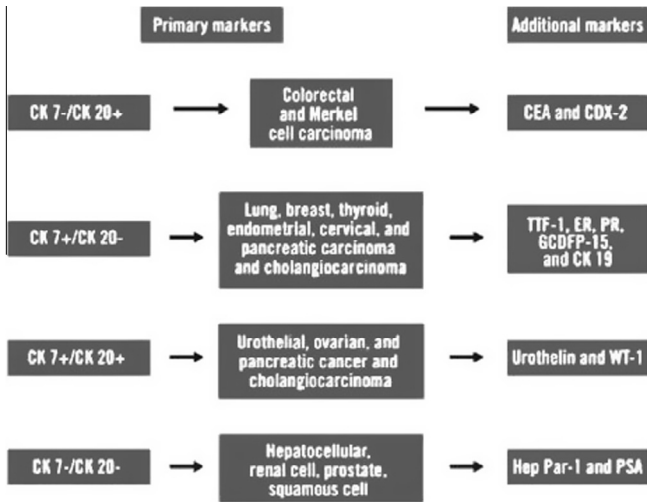 Primary markers
Additional markers
CK 7-/CK 20+
Colorectal
and Merkel
cell carcinoma
CEA and CDX-2
CK 7+/CK 20-
Lung, breast, thyroid,
endometrial, cervical, and
pancreatic carcinoma
and cholangiocarcinoma
TTF-1, ER, PR,
GCDFP-15,
and CK 19
CK 7+/CK 20+
Urothelial, ovarian, and
pancreatic cancer and
cholangiocarcinoma
Urothelin and WT-1
CK 7-/CK 20-
Hepatocellular,
renal cell, prostate,
squamous cell
Hep Par-1 and PSA